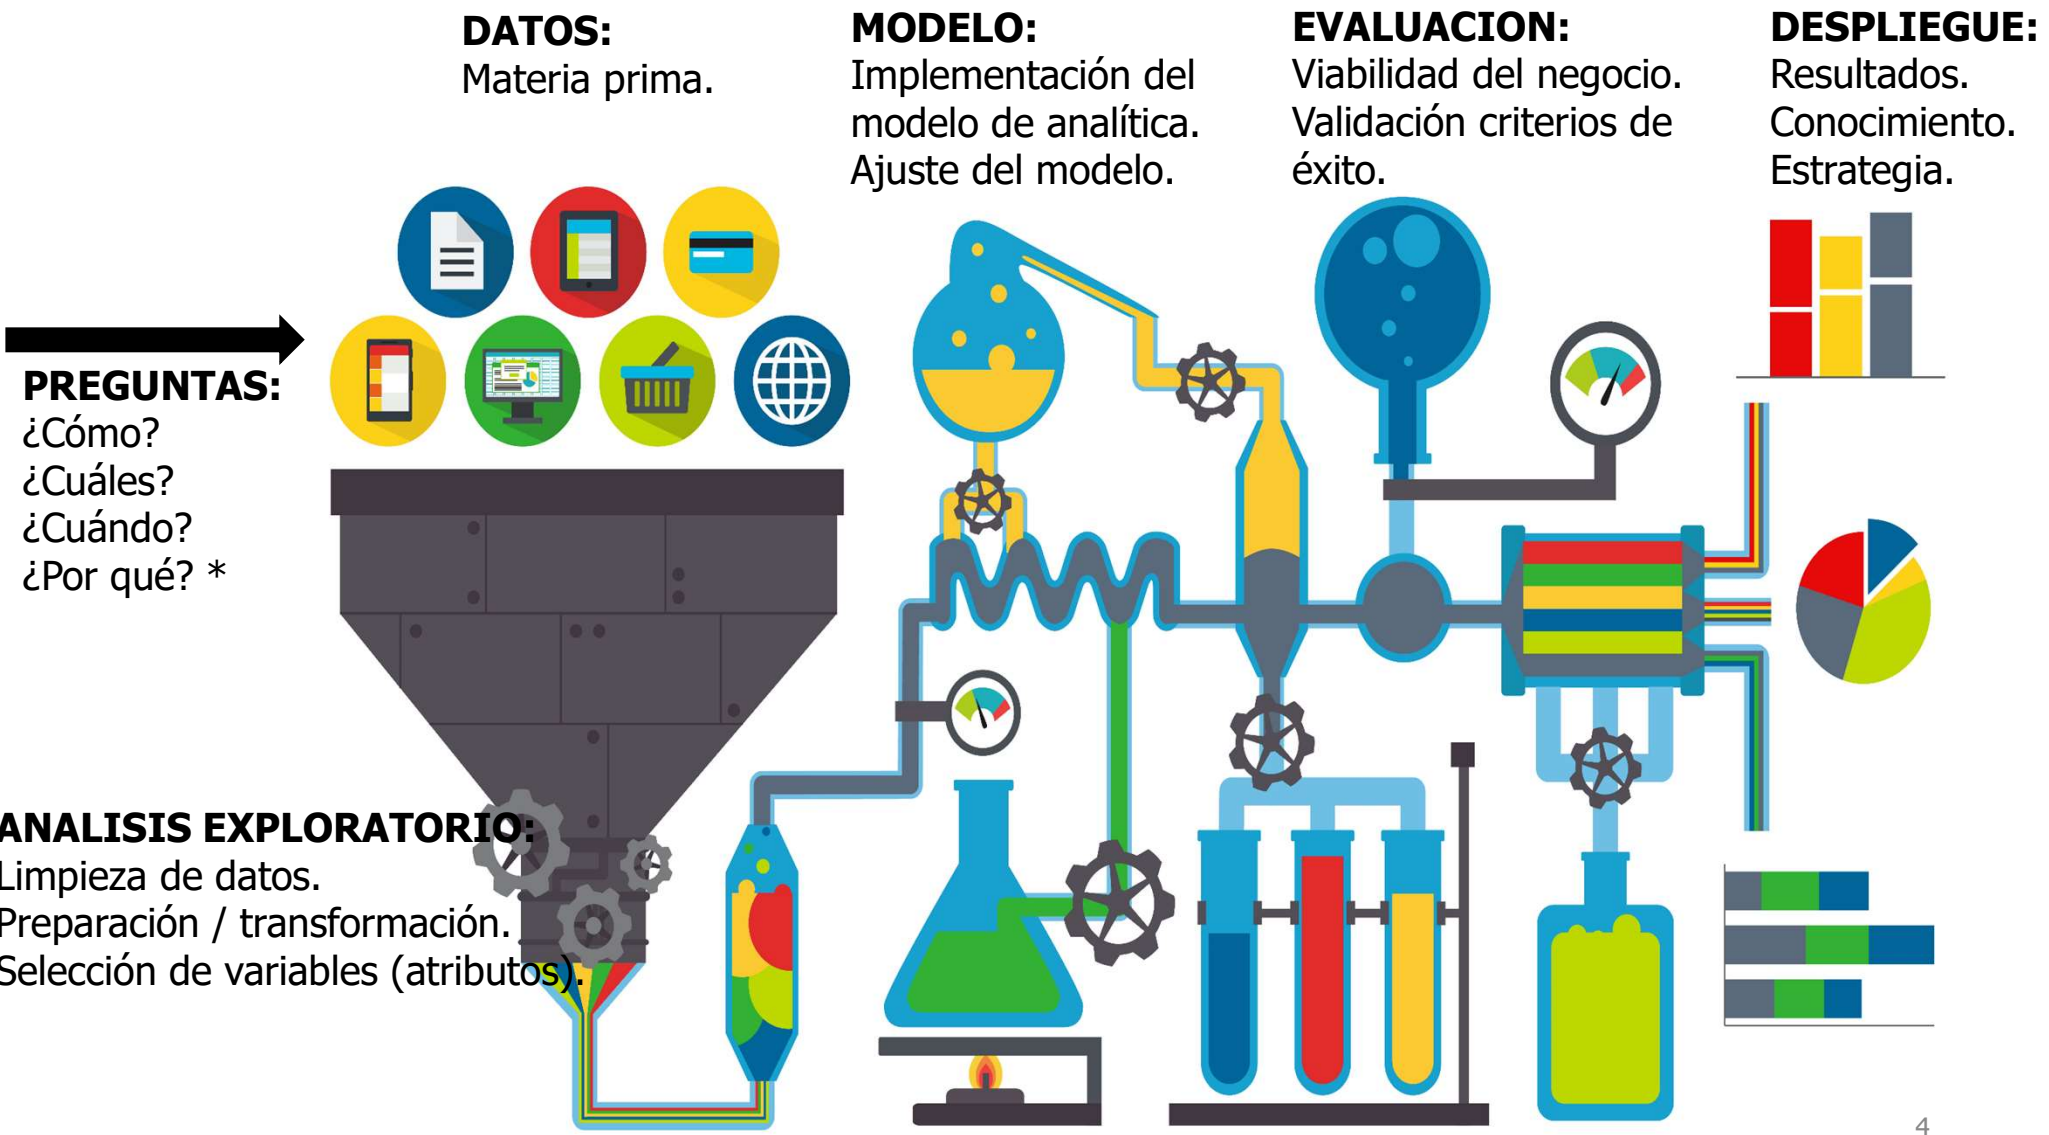 DATOS:
Materia prima.
MODELO:
Implementación del
modelo de analítica.
Ajuste del modelo.
EVALUACION:
Viabilidad del negocio.
Validación criterios de
éxito.
DESPLIEGUE:
Resultados.
Conocimiento.
Estrategia.
PREGUNTAS:
¿Cómo?
¿Cuáles?
¿Cuándo?
¿Por qué? *
ANALISIS EXPLORATORIO:
Limpieza de datos.
Preparación / transformación.
Selección de variables (atributos).
4